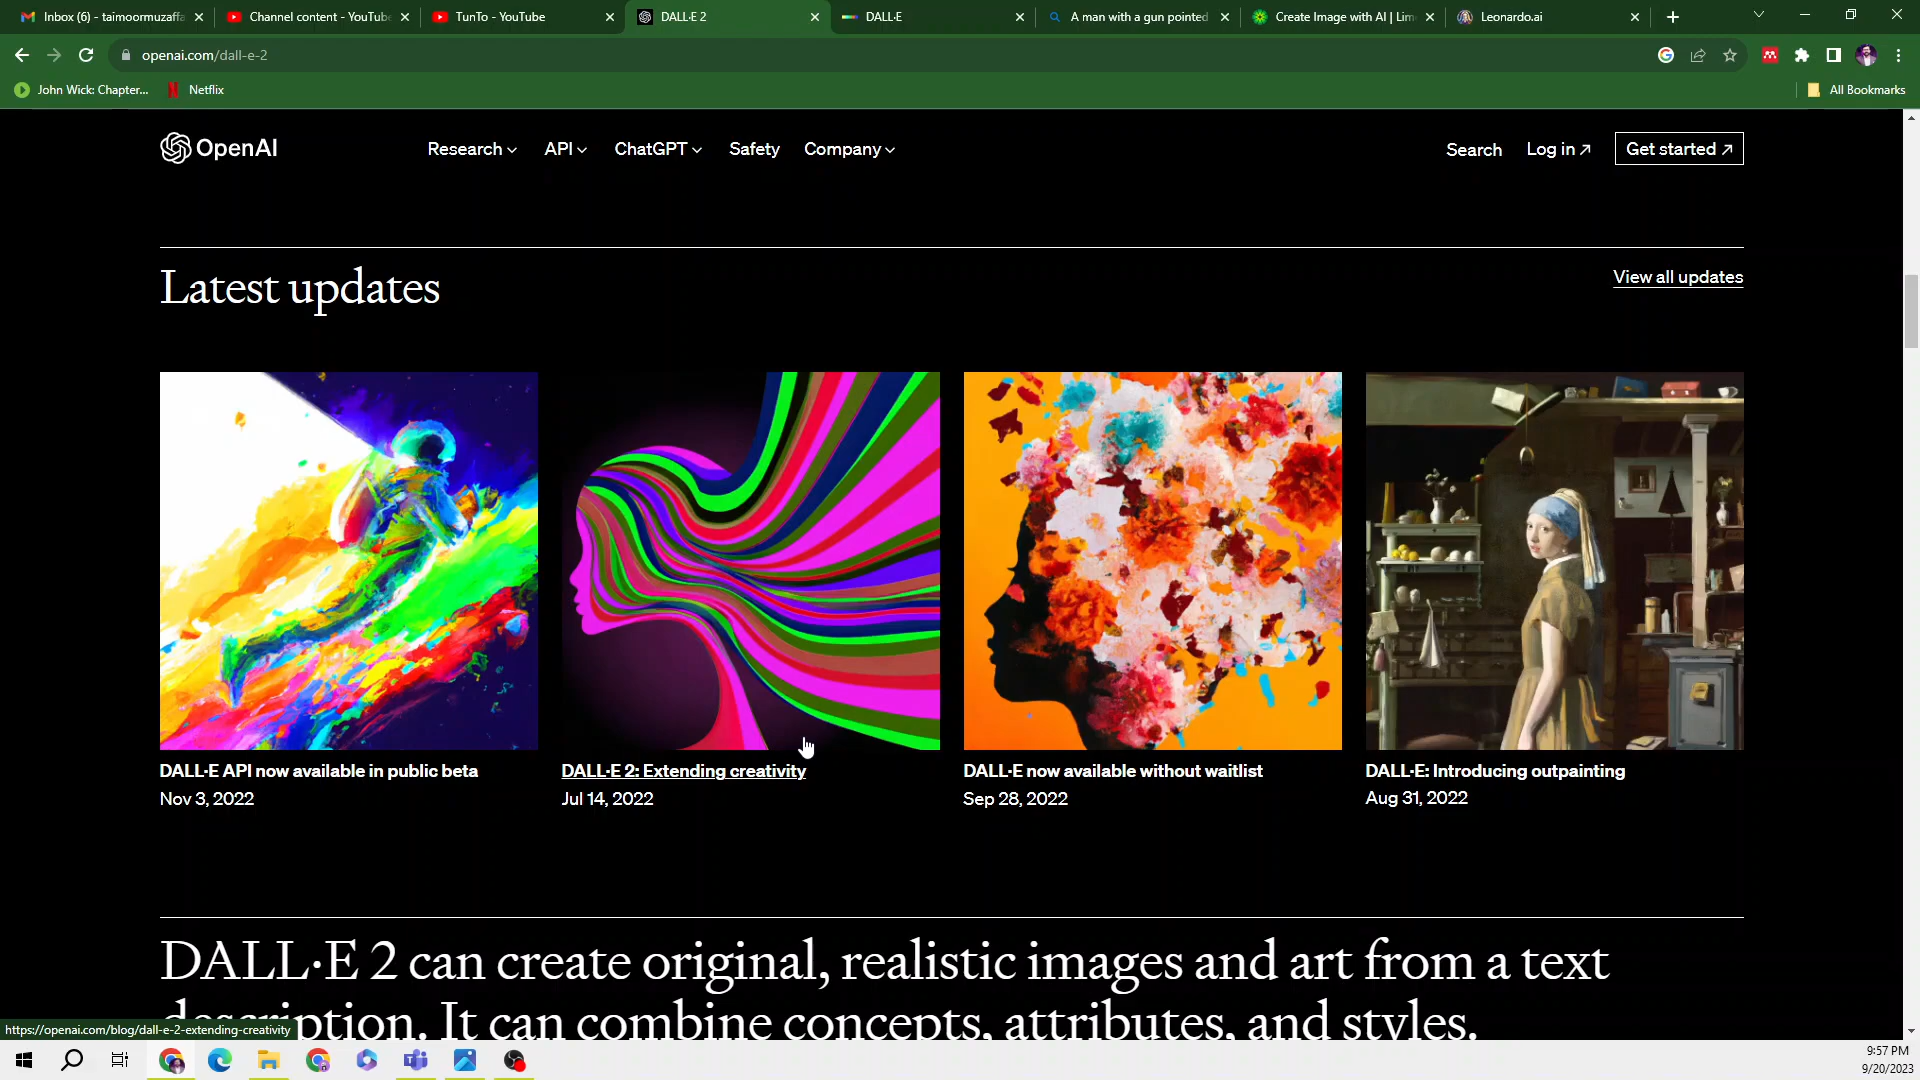 Inbox (6) - taimoormuzaffa
Channel content - YouTube
TunTo - YouTube
DALL·E 2
DALL·E
A man with a gun pointed
Create Image with AI | Lim
Leonardo.ai
openai.com/dall-e-2
John Wick: Chapter...
Netflix
All Bookmarks
OpenAI
Research
API
ChatGPT
Safety
Company
Search
Log in ↗
Get started ↗
Latest updates
View all updates
DALL·E API now available in public beta
Nov 3, 2022
DALL·E 2: Extending creativity
Jul 14, 2022
DALL·E now available without waitlist
Sep 28, 2022
DALL·E: Introducing outpainting
Aug 31, 2022
DALL·E 2 can create original, realistic images and art from a text
description. It can combine concepts, attributes, and styles.
https://openai.com/blog/dall-e-2-extending-creativity
9:57 PM
9/20/2023